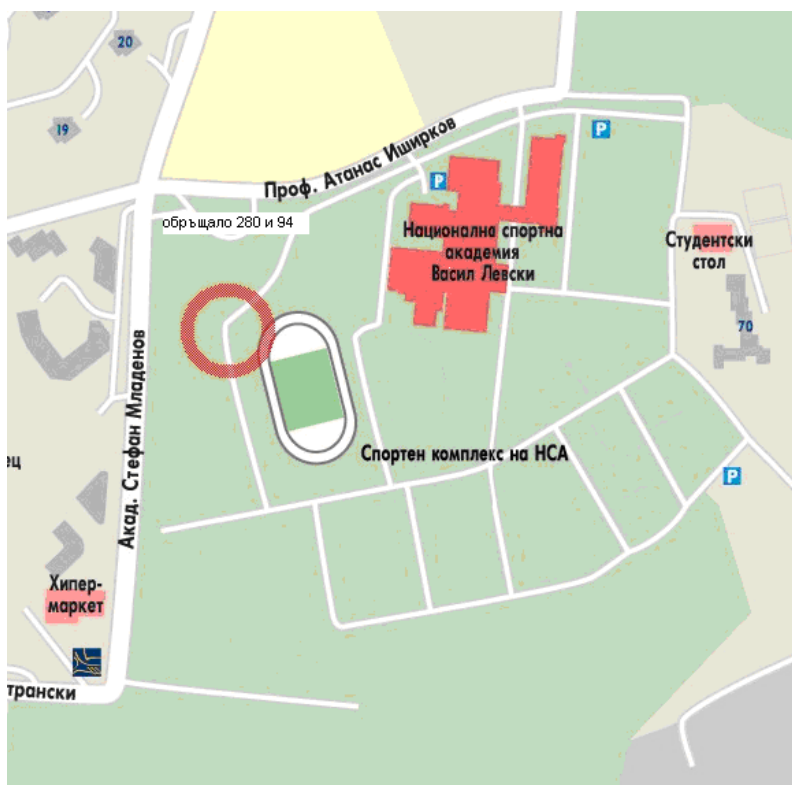 20
19
P
Проф. Атанас Иширков
P
обръщало 280 и 94
Национална спортна
академия
Васил Левски
Студентски
стол
70
Акад. Стефан Младенов
Спортен комплекс на НСА
ец
P
Хипер-
маркет
трански